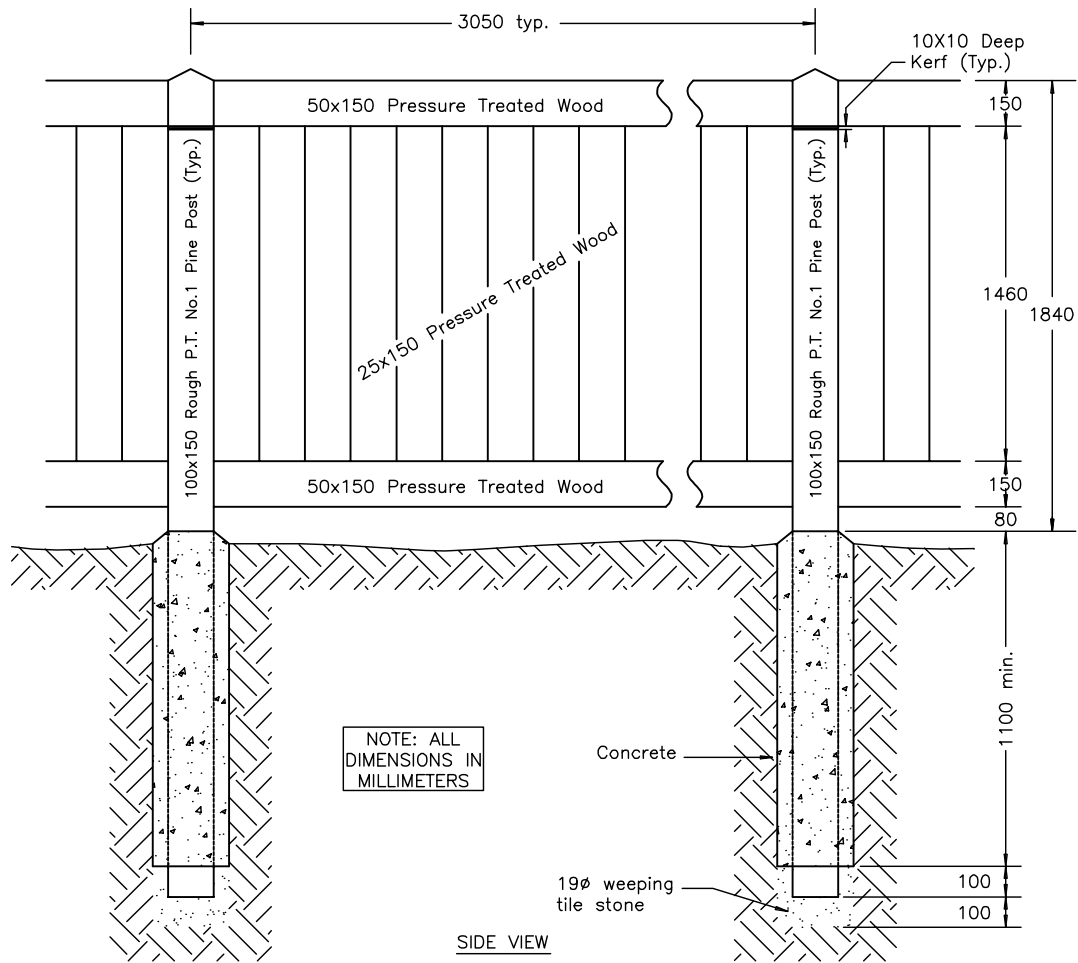 3050 typ.
10X10 Deep
Kerf (Typ.)
50x150 Pressure Treated Wood
150
100x150 Rough P.T. No.1 Pine Post (Typ.)
25x150 Pressure Treated Wood
100x150 Rough P.T. No.1 Pine Post (Typ.)
1460
1840
50x150 Pressure Treated Wood
150
80
NOTE: ALL
DIMENSIONS IN
MILLIMETERS
Concrete
1100 min.
19ø weeping
tile stone
100
100
SIDE VIEW